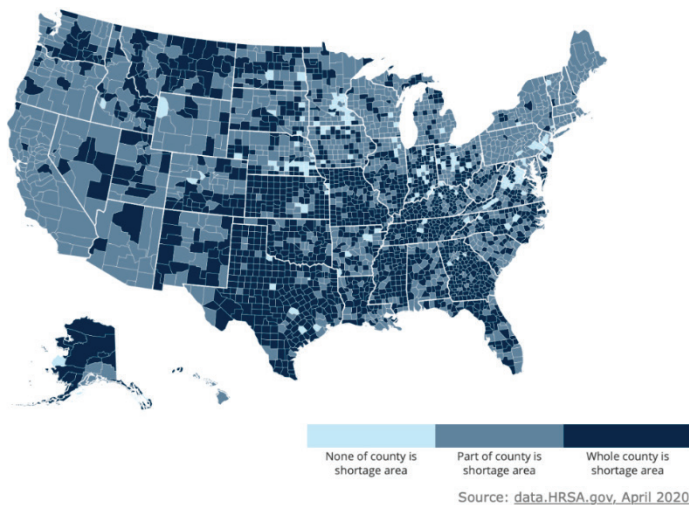 None of county is
shortage area
Part of county is
shortage area
Whole county is
shortage area
Source: data.HRSA.gov, April 2020